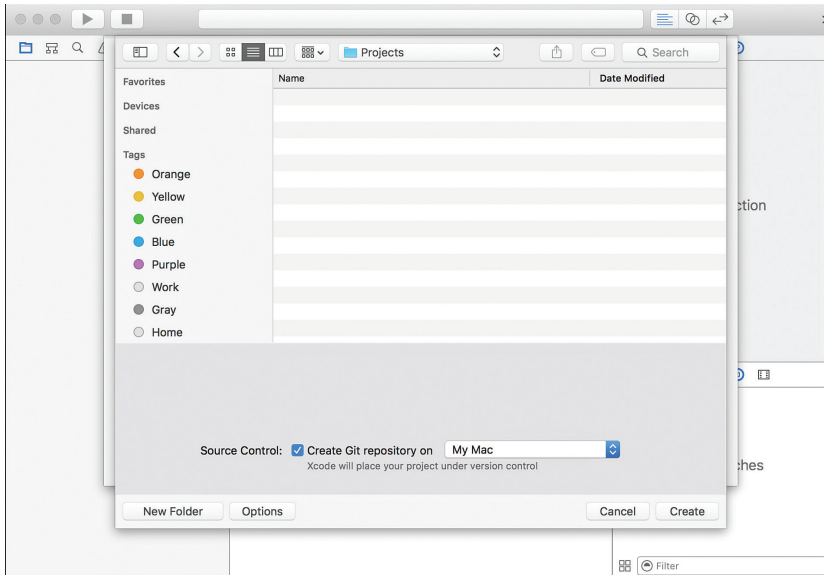 Projects
Search
Favorites
Name
Date Modified
Devices
Shared
Tags
Orange
Yellow
ction
Green
Blue
Purple
Work
Gray
Home
Source Control: Create Git repository on My Mac
Xcode will place your project under version control
ches
New Folder Options Cancel Create
Filter